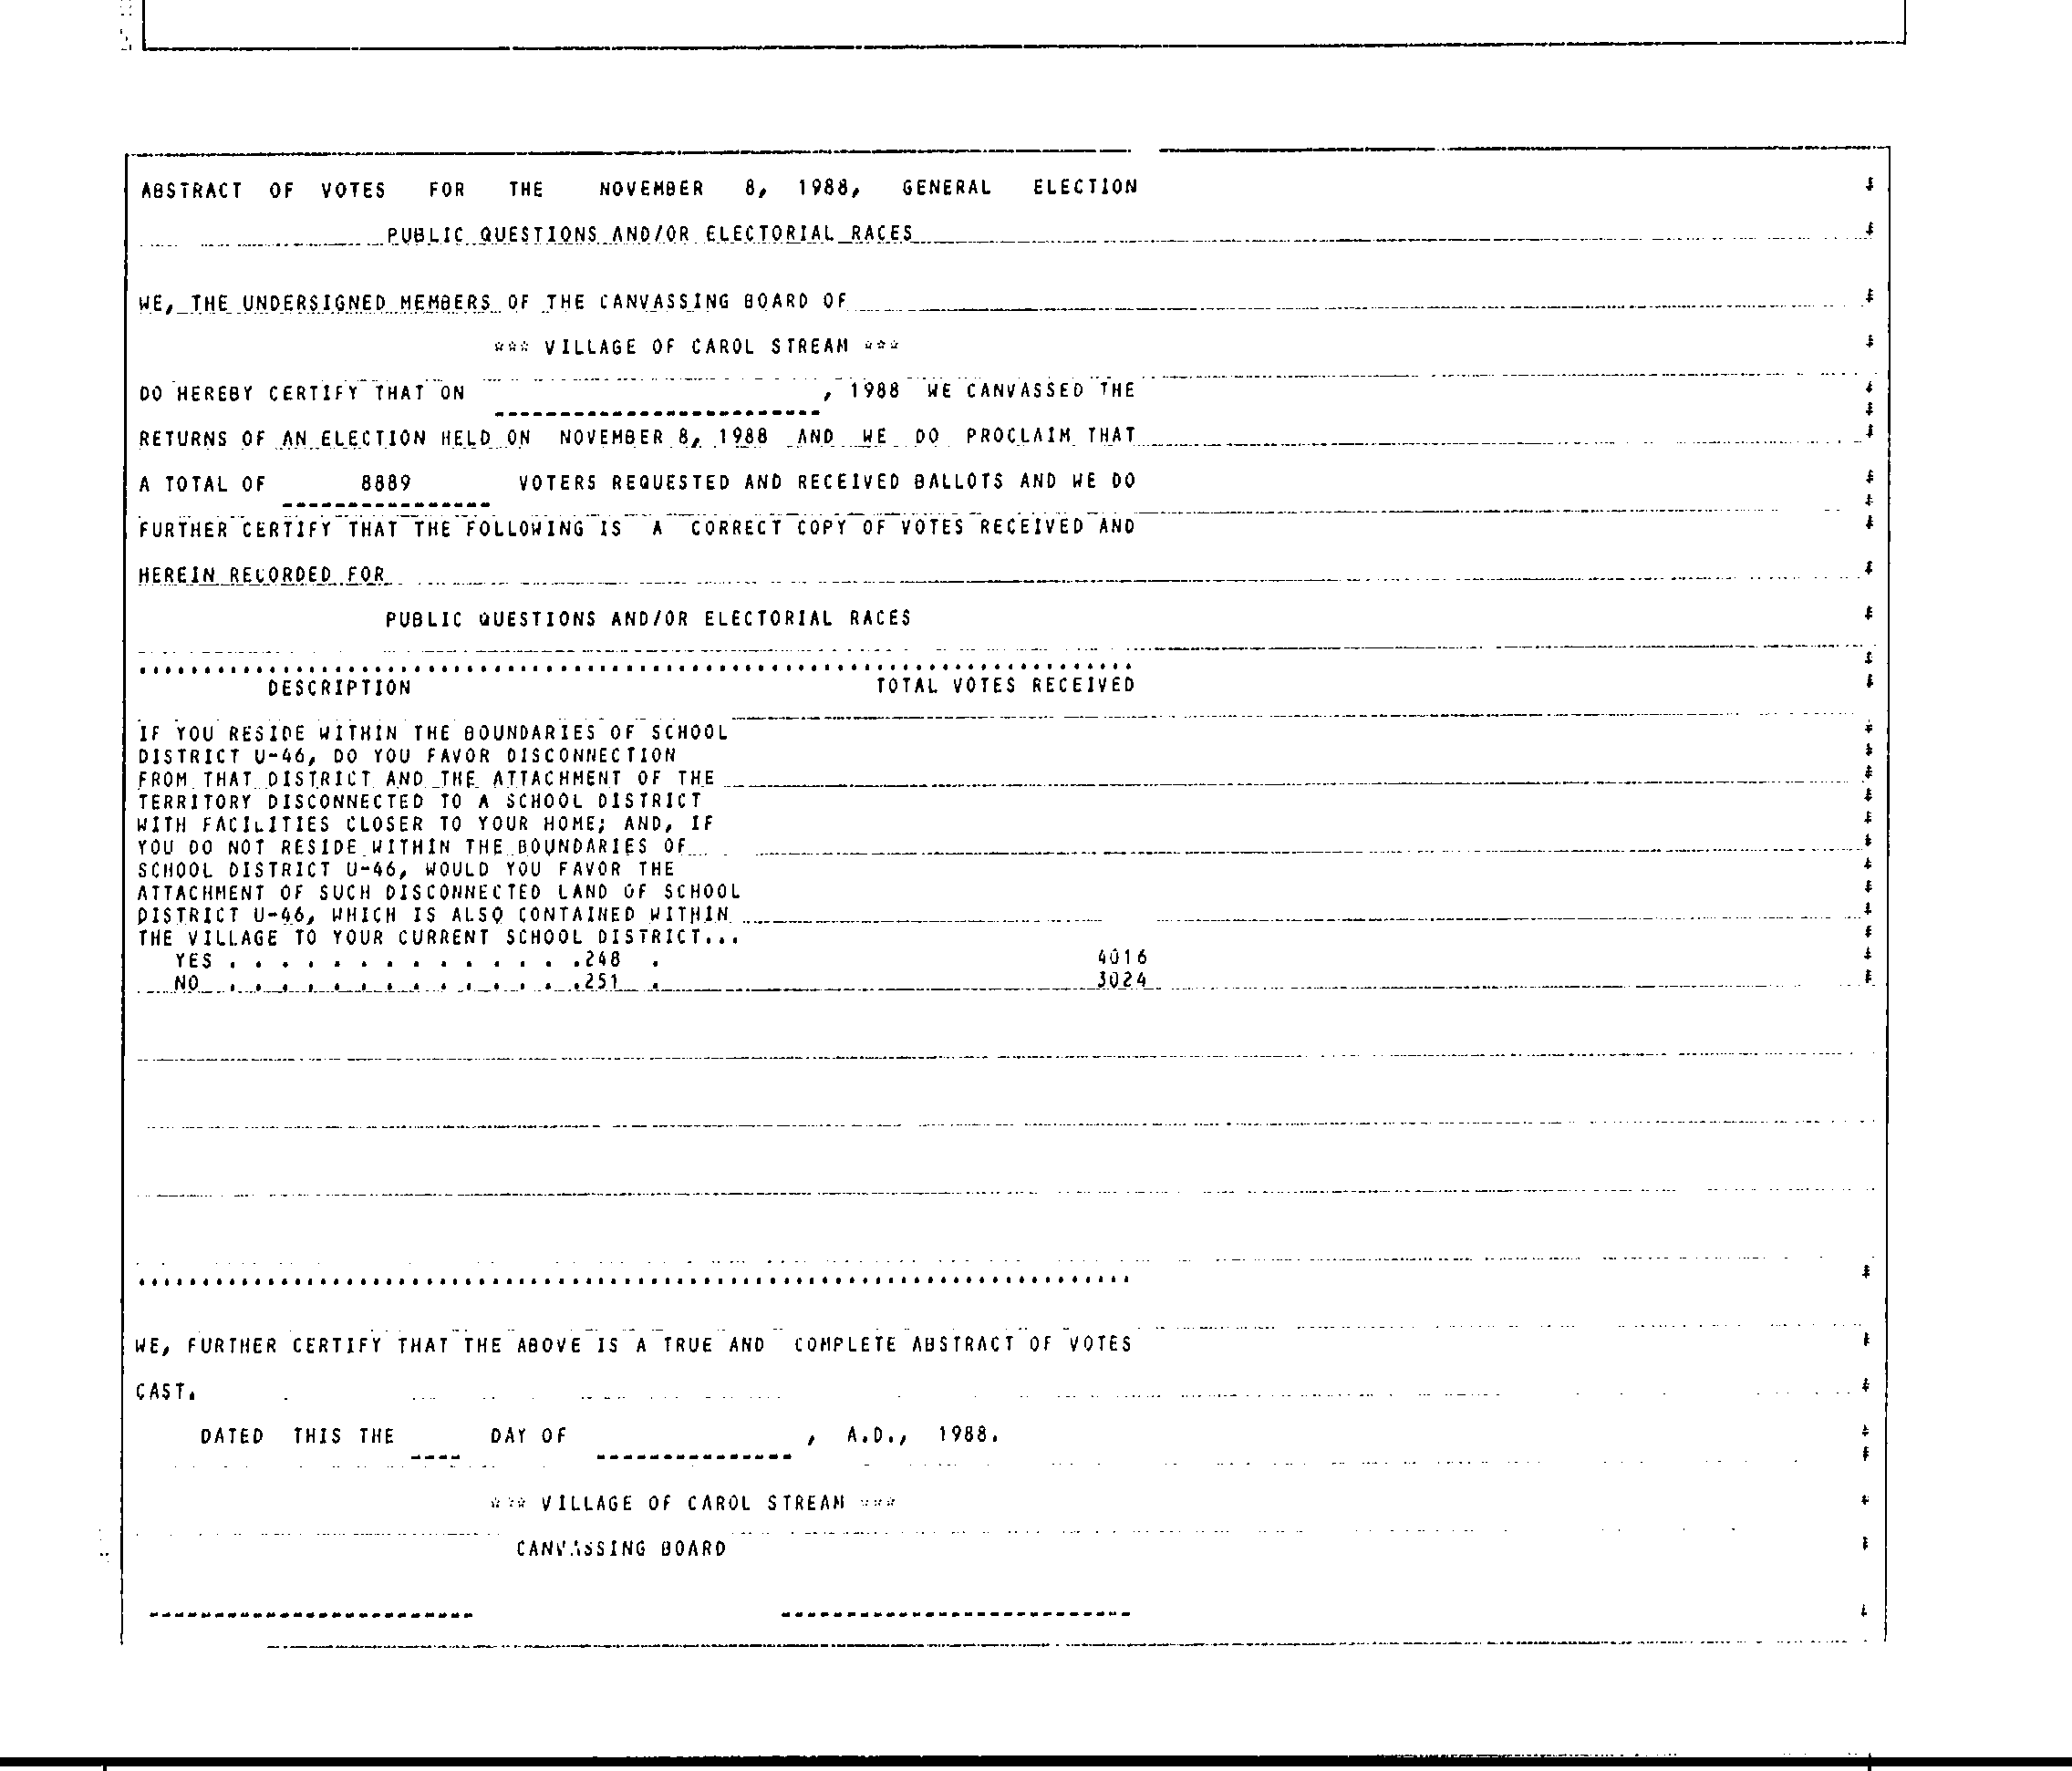 ABSTRACT OF VOTES FOR THE NOVEMBER 8, 1988, GENERAL ELECTION
PUBLIC QUESTIONS AND/OR ELECTORIAL RACES
WE, THE UNDERSIGNED MEMBERS OF THE CANVASSING BOARD OF
*** VILLAGE OF CAROL STREAM ***
DO HEREBY CERTIFY THAT ON , 1988 WE CANVASSED THE
RETURNS OF AN ELECTION HELD ON NOVEMBER 8, 1988 AND WE DO PROCLAIM THAT
A TOTAL OF 8889 VOTERS REQUESTED AND RECEIVED BALLOTS AND WE DO
FURTHER CERTIFY THAT THE FOLLOWING IS A CORRECT COPY OF VOTES RECEIVED AND
HEREIN RECORDED FOR
PUBLIC QUESTIONS AND/OR ELECTORIAL RACES
DESCRIPTION TOTAL VOTES RECEIVED
IF YOU RESIDE WITHIN THE BOUNDARIES OF SCHOOL
DISTRICT U-46, DO YOU FAVOR DISCONNECTION
FROM THAT DISTRICT AND THE ATTACHMENT OF THE
TERRITORY DISCONNECTED TO A SCHOOL DISTRICT
WITH FACILITIES CLOSER TO YOUR HOME; AND, IF
YOU DO NOT RESIDE WITHIN THE BOUNDARIES OF
SCHOOL DISTRICT U-46, WOULD YOU FAVOR THE
ATTACHMENT OF SUCH DISCONNECTED LAND OF SCHOOL
DISTRICT U-46, WHICH IS ALSO CONTAINED WITHIN
THE VILLAGE TO YOUR CURRENT SCHOOL DISTRICT...
YES . . . . . . . . . . . . . .248 . 4016
NO . . . . . . . . . . . . . .251 . 3024
WE, FURTHER CERTIFY THAT THE ABOVE IS A TRUE AND COMPLETE ABSTRACT OF VOTES
CAST.
DATED THIS THE ---- DAY OF --------------- , A.D., 1988.
*** VILLAGE OF CAROL STREAM ***
CANVASSING BOARD